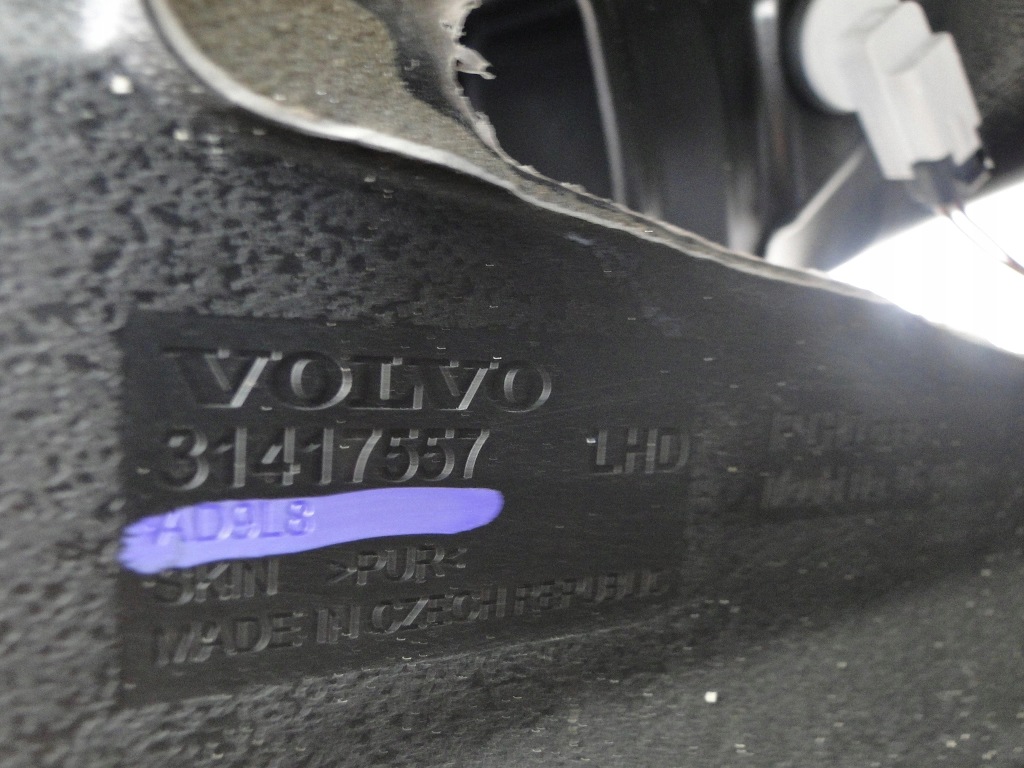 VOLVO
31417557 LHD
AD9L8
SKIN >PUR<
MADE IN CZECH REPUBLIC